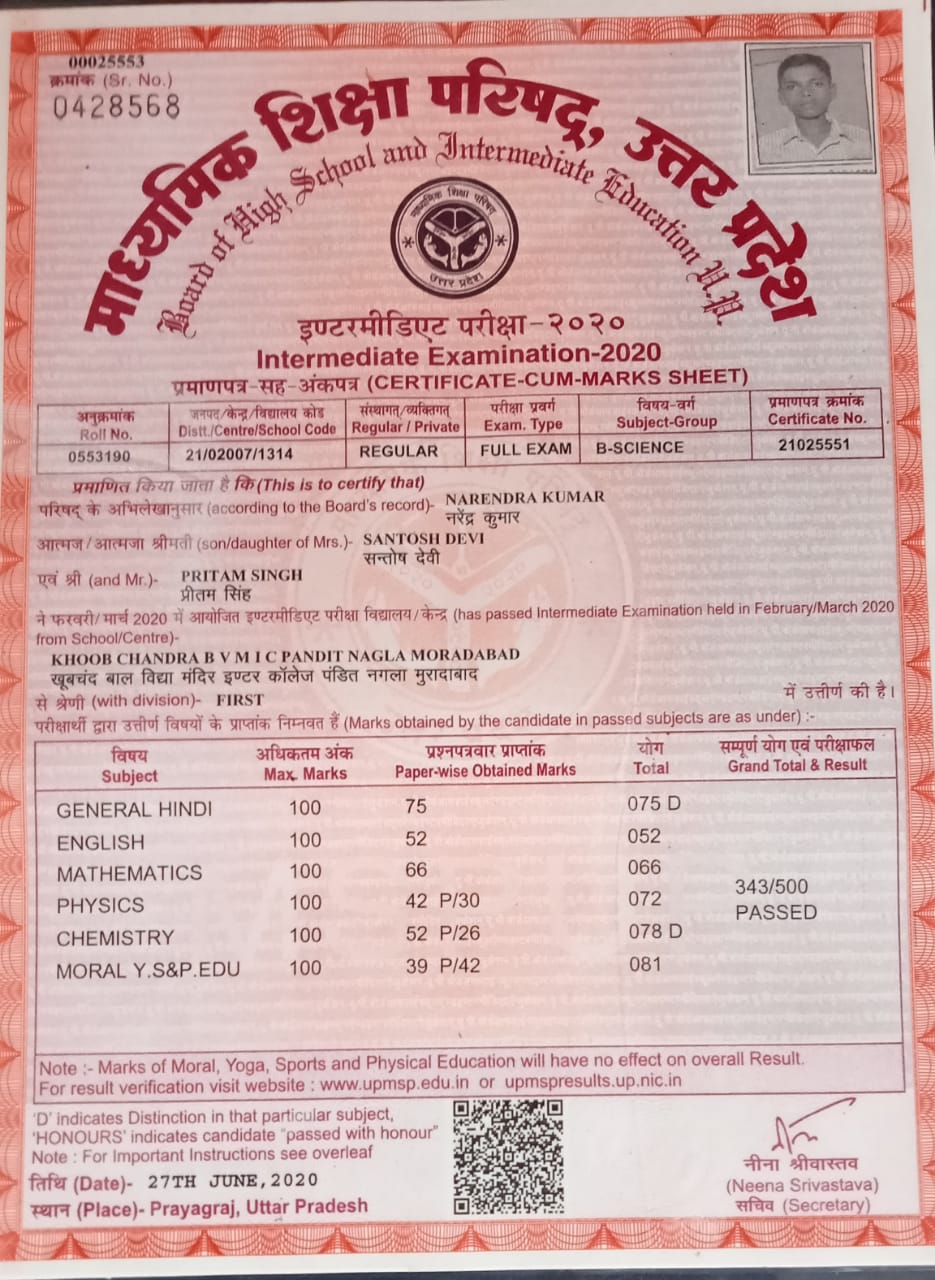 00025553
क्रमांक (Sr. No.)
0428568
माध्यमिक शिक्षा परिषद्, उत्तर प्रदेश
Board of High School and Intermediate Education U.P.
माध्यमिक शिक्षा परिषद
उत्तर प्रदेश
इण्टरमीडिएट परीक्षा-२०२०
Intermediate Examination-2020
प्रमाणपत्र-सह-अंकपत्र (CERTIFICATE-CUM-MARKS SHEET)
अनुक्रमांक जनपद/केन्द्र/विद्यालय कोड संस्थागत/व्यक्तिगत परीक्षा प्रवर्ग विषय-वर्ग प्रमाणपत्र क्रमांक
Roll No. Distt./Centre/School Code Regular / Private Exam. Type Subject-Group Certificate No.
0553190 21/02007/1314 REGULAR FULL EXAM B-SCIENCE 21025551
प्रमाणित किया जाता है कि (This is to certify that)
परिषद् के अभिलेखानुसार (according to the Board's record)- NARENDRA KUMAR
नरेंद्र कुमार
आत्मज/आत्मजा श्रीमती (son/daughter of Mrs.)- SANTOSH DEVI
सन्तोष देवी
एवं श्री (and Mr.)- PRITAM SINGH
प्रीतम सिंह
ने फरवरी/मार्च 2020 में आयोजित इण्टरमीडिएट परीक्षा विद्यालय/केन्द्र (has passed Intermediate Examination held in February/March 2020
from School/Centre)-
KHOOB CHANDRA B V M I C PANDIT NAGLA MORADABAD
खूबचंद बाल विद्या मंदिर इण्टर कॉलेज पंडित नगला मुरादाबाद
से श्रेणी (with division)- FIRST में उत्तीर्ण की है।
परीक्षार्थी द्वारा उत्तीर्ण विषयों के प्राप्तांक निम्नवत हैं (Marks obtained by the candidate in passed subjects are as under) :-
विषय अधिकतम अंक प्रश्नपत्रवार प्राप्तांक योग सम्पूर्ण योग एवं परीक्षाफल
Subject Max. Marks Paper-wise Obtained Marks Total Grand Total & Result
GENERAL HINDI 100 75 075 D
ENGLISH 100 52 052
MATHEMATICS 100 66 066
PHYSICS 100 42 P/30 072 343/500
PASSED
CHEMISTRY 100 52 P/26 078 D
MORAL Y.S&P.EDU 100 39 P/42 081
Note :- Marks of Moral, Yoga, Sports and Physical Education will have no effect on overall Result.
For result verification visit website : www.upmsp.edu.in or upmspresults.up.nic.in
'D' indicates Distinction in that particular subject,
'HONOURS' indicates candidate "passed with honour"
Note : For Important Instructions see overleaf
तिथि (Date)- 27TH JUNE,2020
स्थान (Place)- Prayagraj, Uttar Pradesh
नीना श्रीवास्तव
(Neena Srivastava)
सचिव (Secretary)